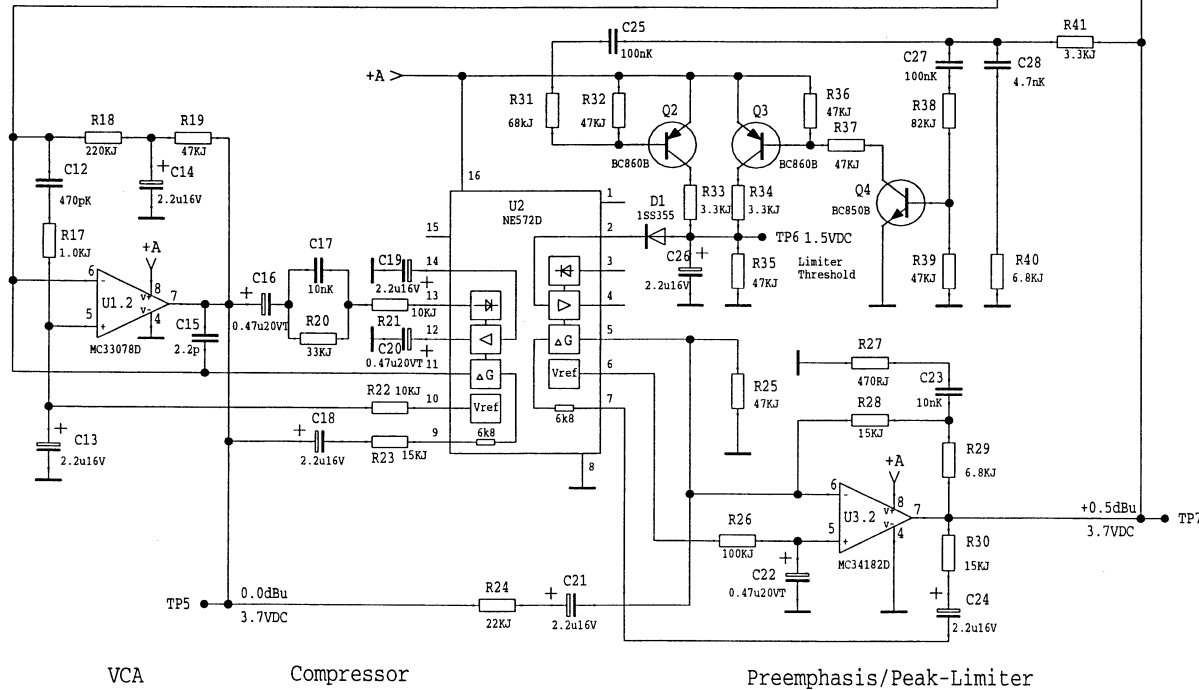 C25
100nK
R41
3.3KJ
C27
100nK
C28
4.7nK
+A
R31
68kJ
R32
47KJ
Q2
BC860B
Q3
BC860B
R36
47KJ
R37
47KJ
R38
82KJ
Q4
BC850B
R18
220KJ
R19
47KJ
C12
470pK
+
C14
2.2u16V
R17
1.0KJ
16
U2
NE572D
1
15
2
14
3
13
4
12
5
11
6
10
7
9
8
ΔG
ΔG
Vref
Vref
6k8
6k8
D1
1SS355
R33
3.3KJ
R34
3.3KJ
TP6 1.5VDC
Limiter
Threshold
C26
+
2.2u16V
R35
47KJ
R39
47KJ
R40
6.8KJ
+A
6
-
5
+
U1.2
V+
8
V-
4
7
MC33078D
C15
2.2p
+
C16
0.47u20VT
C17
10nK
R20
33KJ
C19
+
2.2u16V
10KJ
R21
C20
+
0.47u20VT
R22 10KJ
+
C13
2.2u16V
+
C18
2.2u16V
R23
15KJ
R25
47KJ
R27
470RJ
C23
10nK
R28
15KJ
R29
6.8KJ
+A
6
-
5
+
U3.2
V+
8
V-
4
7
MC34182D
R26
100KJ
+
C22
0.47u20VT
+0.5dBu
3.7VDC
TP7
R30
15KJ
+
C24
2.2u16V
TP5
0.0dBu
3.7VDC
R24
22KJ
+
C21
2.2u16V
VCA
Compressor
Preemphasis/Peak-Limiter